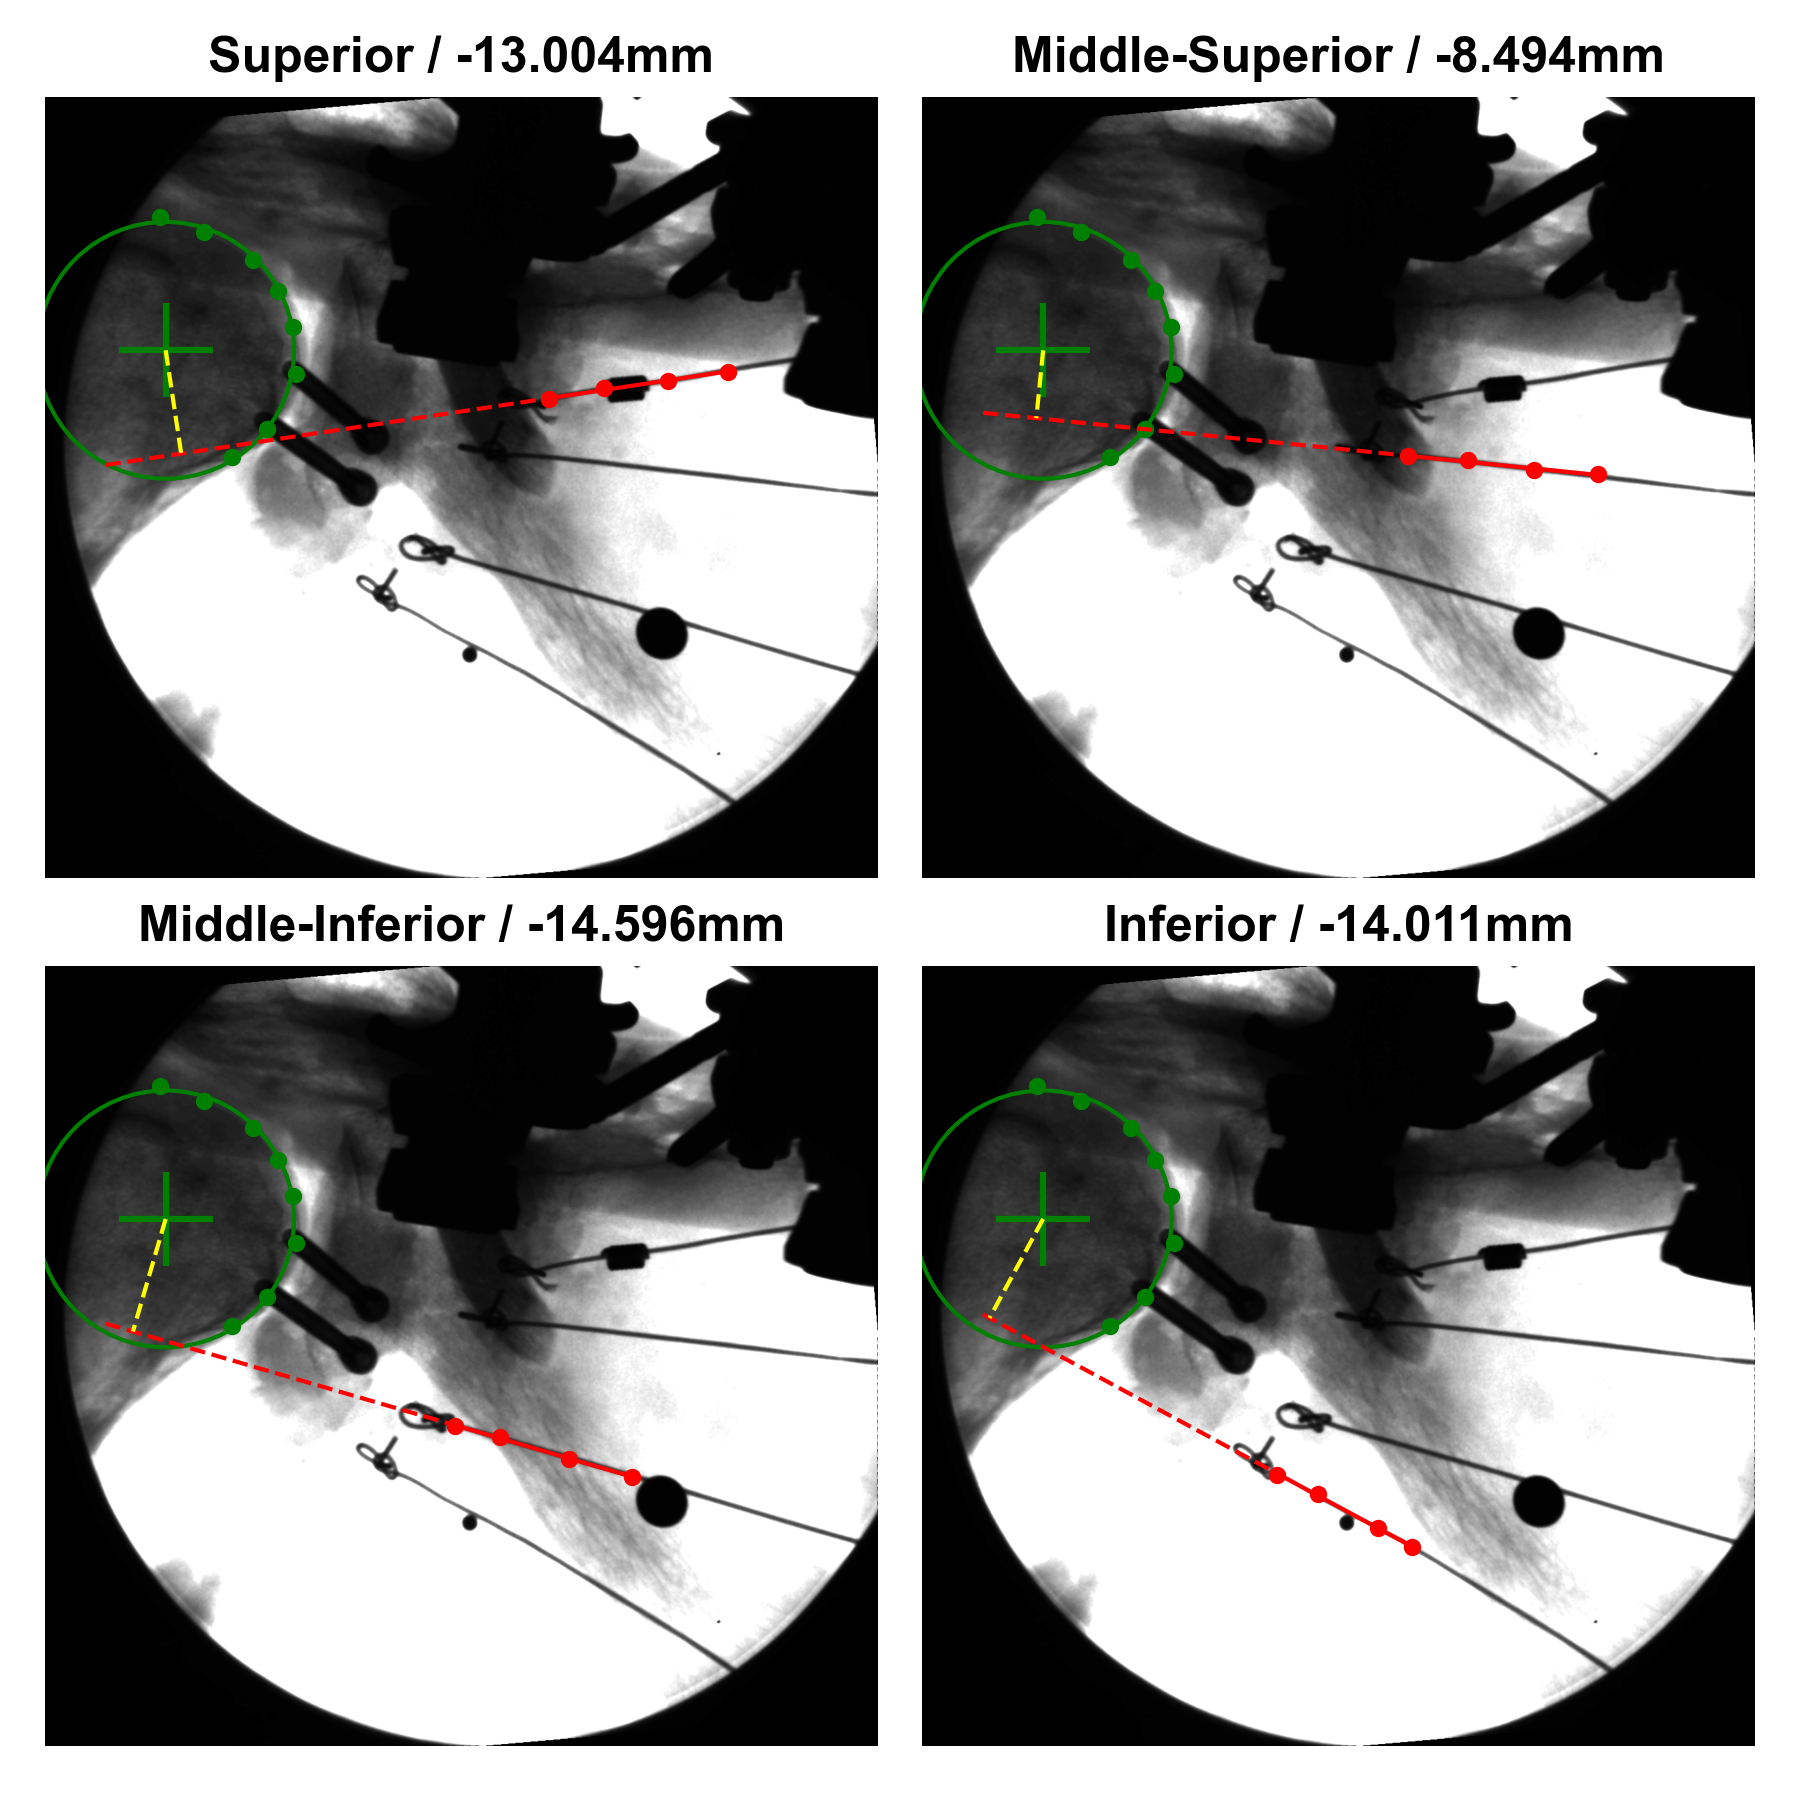 Superior / -13.004mm
Middle-Superior / -8.494mm
Middle-Inferior / -14.596mm
Inferior / -14.011mm